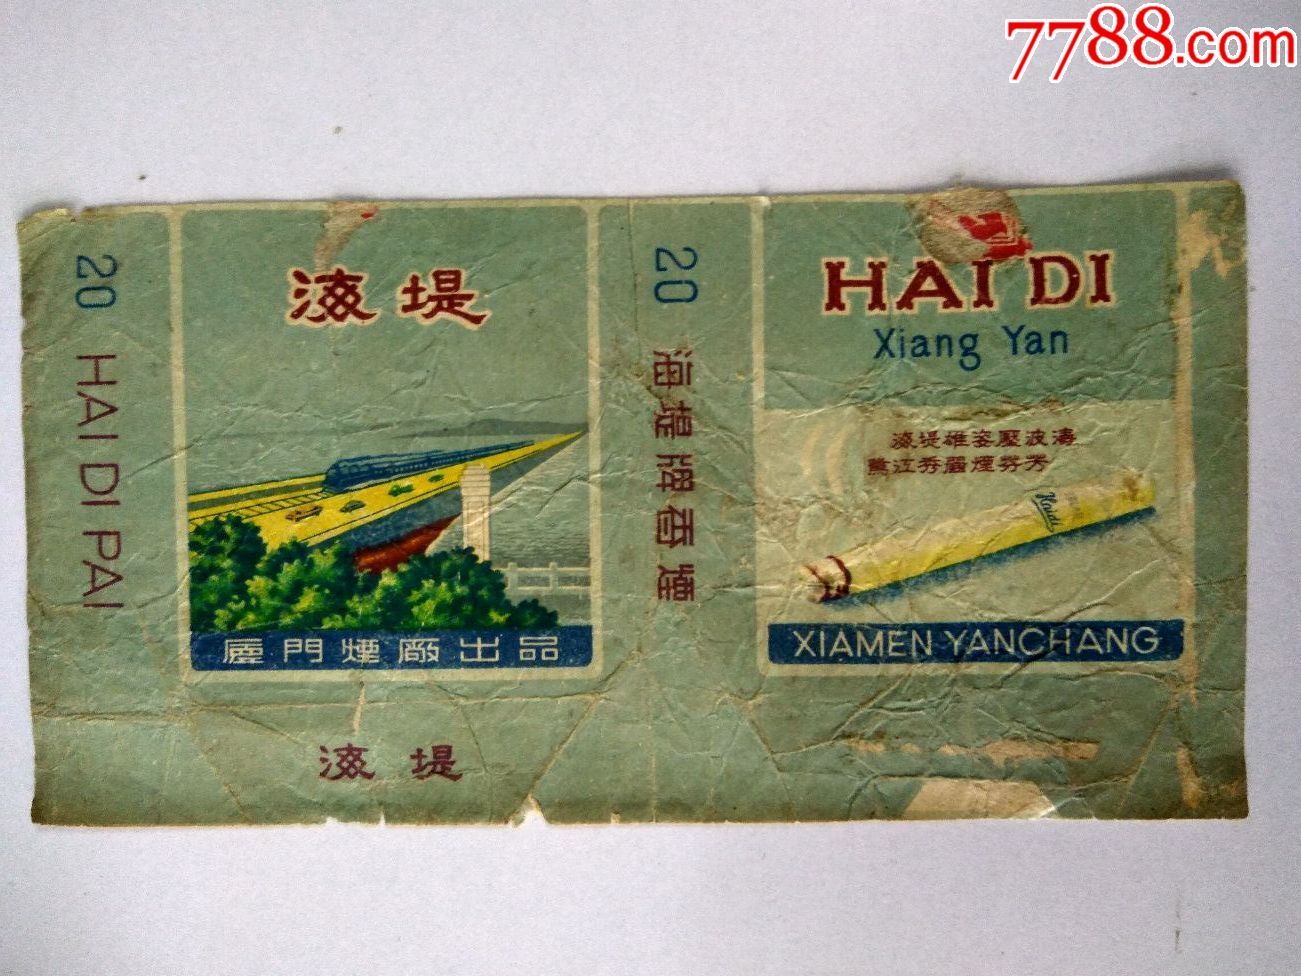 7788.com
20 HAI DI PAI
海堤
廈門煙廠出品
海堤
20 海堤牌香煙
HAI DI
Xiang Yan
海堤雄姿壓波濤
鷺江秀麗煙芬芳
Haidi
XIAMEN YANCHANG